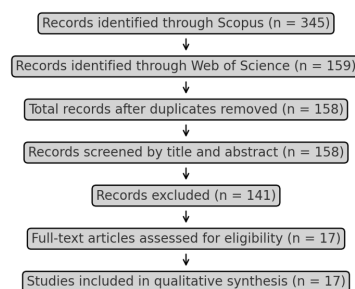 Records identified through Scopus (n = 345)
Records identified through Web of Science (n = 159)
Total records after duplicates removed (n = 158)
Records screened by title and abstract (n = 158)
Records excluded (n = 141)
Full-text articles assessed for eligibility (n = 17)
Studies included in qualitative synthesis (n = 17)